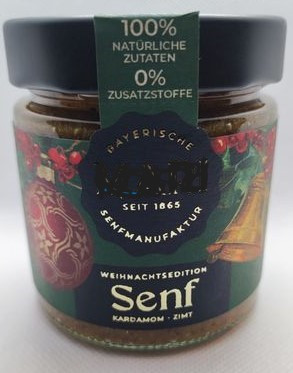 100%
NATÜRLICHE
ZUTATEN
0%
ZUSATZSTOFFE
BAYERISCHE
SEIT 1865
SENFMANUFAKTUR
WEIHNACHTSEDITION
Senf
KARDAMOM · ZIMT